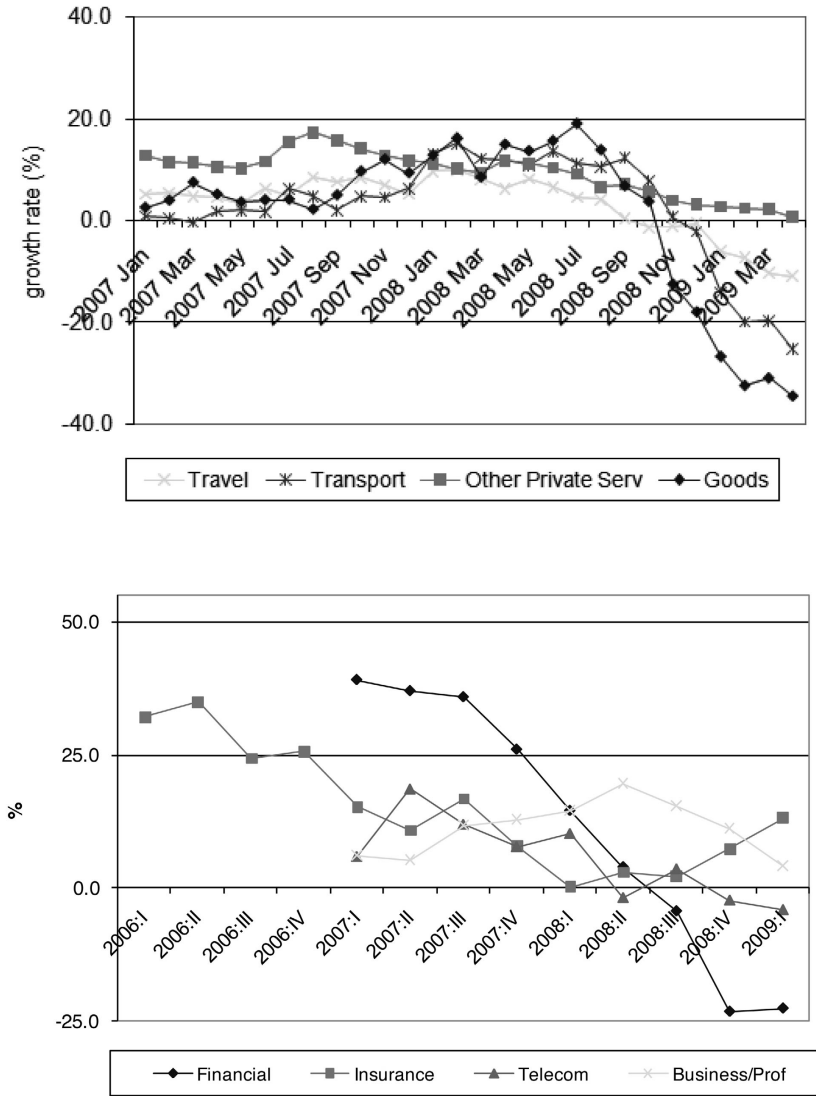 40.0
20.0
0.0
-20.0
-40.0
growth rate (%)
2007 Jan
2007 Mar
2007 May
2007 Jul
2007 Sep
2007 Nov
2008 Jan
2008 Mar
2008 May
2008 Jul
2008 Sep
2008 Nov
2009 Jan
2009 Mar
Travel Transport Other Private Serv Goods
50.0
25.0
0.0
-25.0
%
2006:I
2006:II
2006:III
2006:IV
2007:I
2007:II
2007:III
2007:IV
2008:I
2008:II
2008:III
2008:IV
2009:I
Financial Insurance Telecom Business/Prof